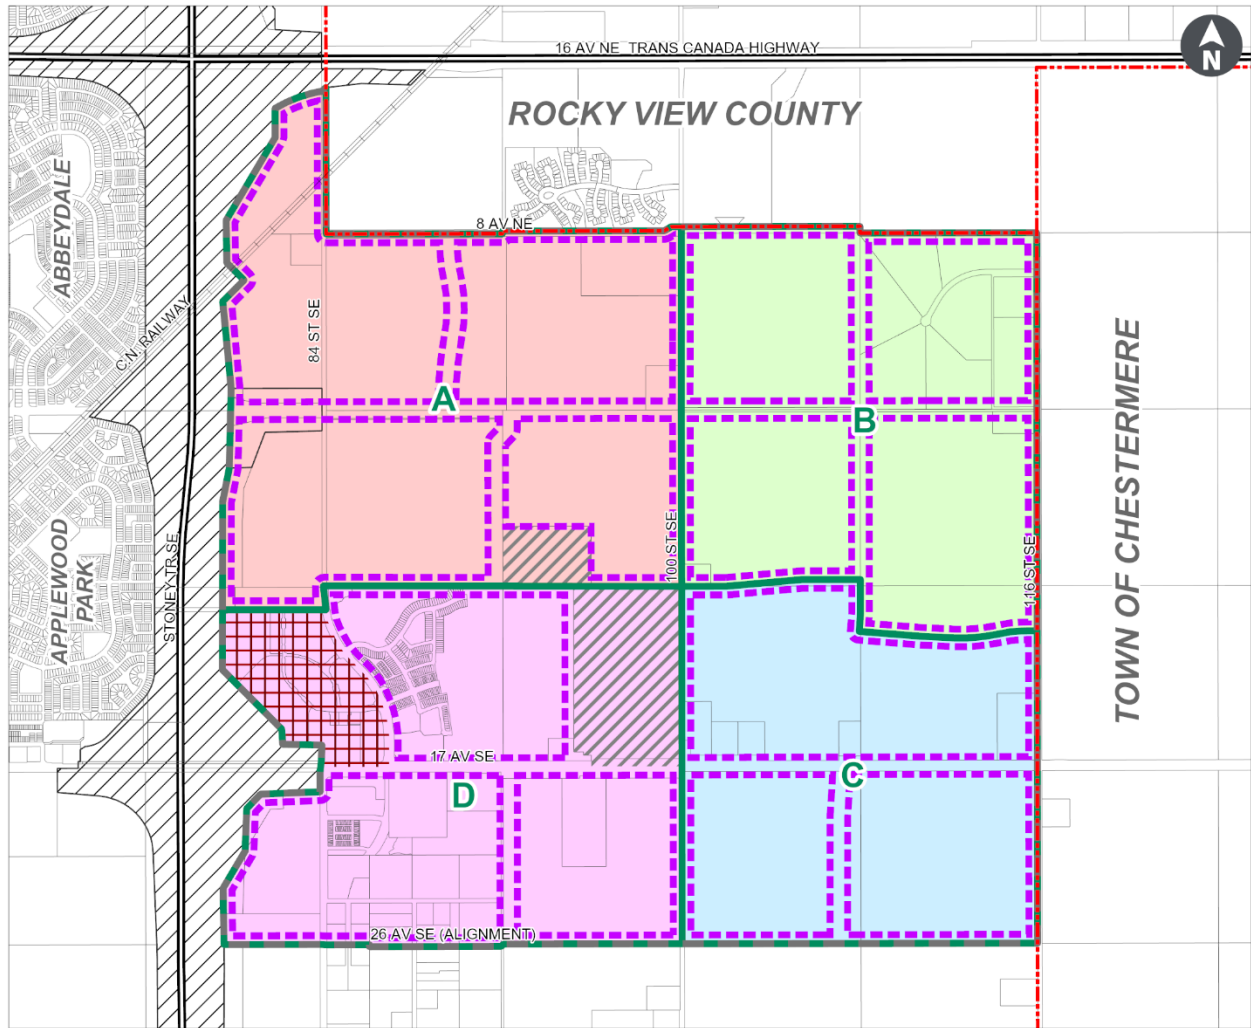 16 AV NE TRANS CANADA HIGHWAY
N
ROCKY VIEW COUNTY
ABBEYDALE
8 AV NE
C.N. RAILWAY
84 ST SE
A
B
TOWN OF CHESTERMERE
APPLEWOOD
PARK
STONEY TR SE
100 ST SE
116 ST SE
17 AV SE
D
C
26 AV SE (ALIGNMENT)